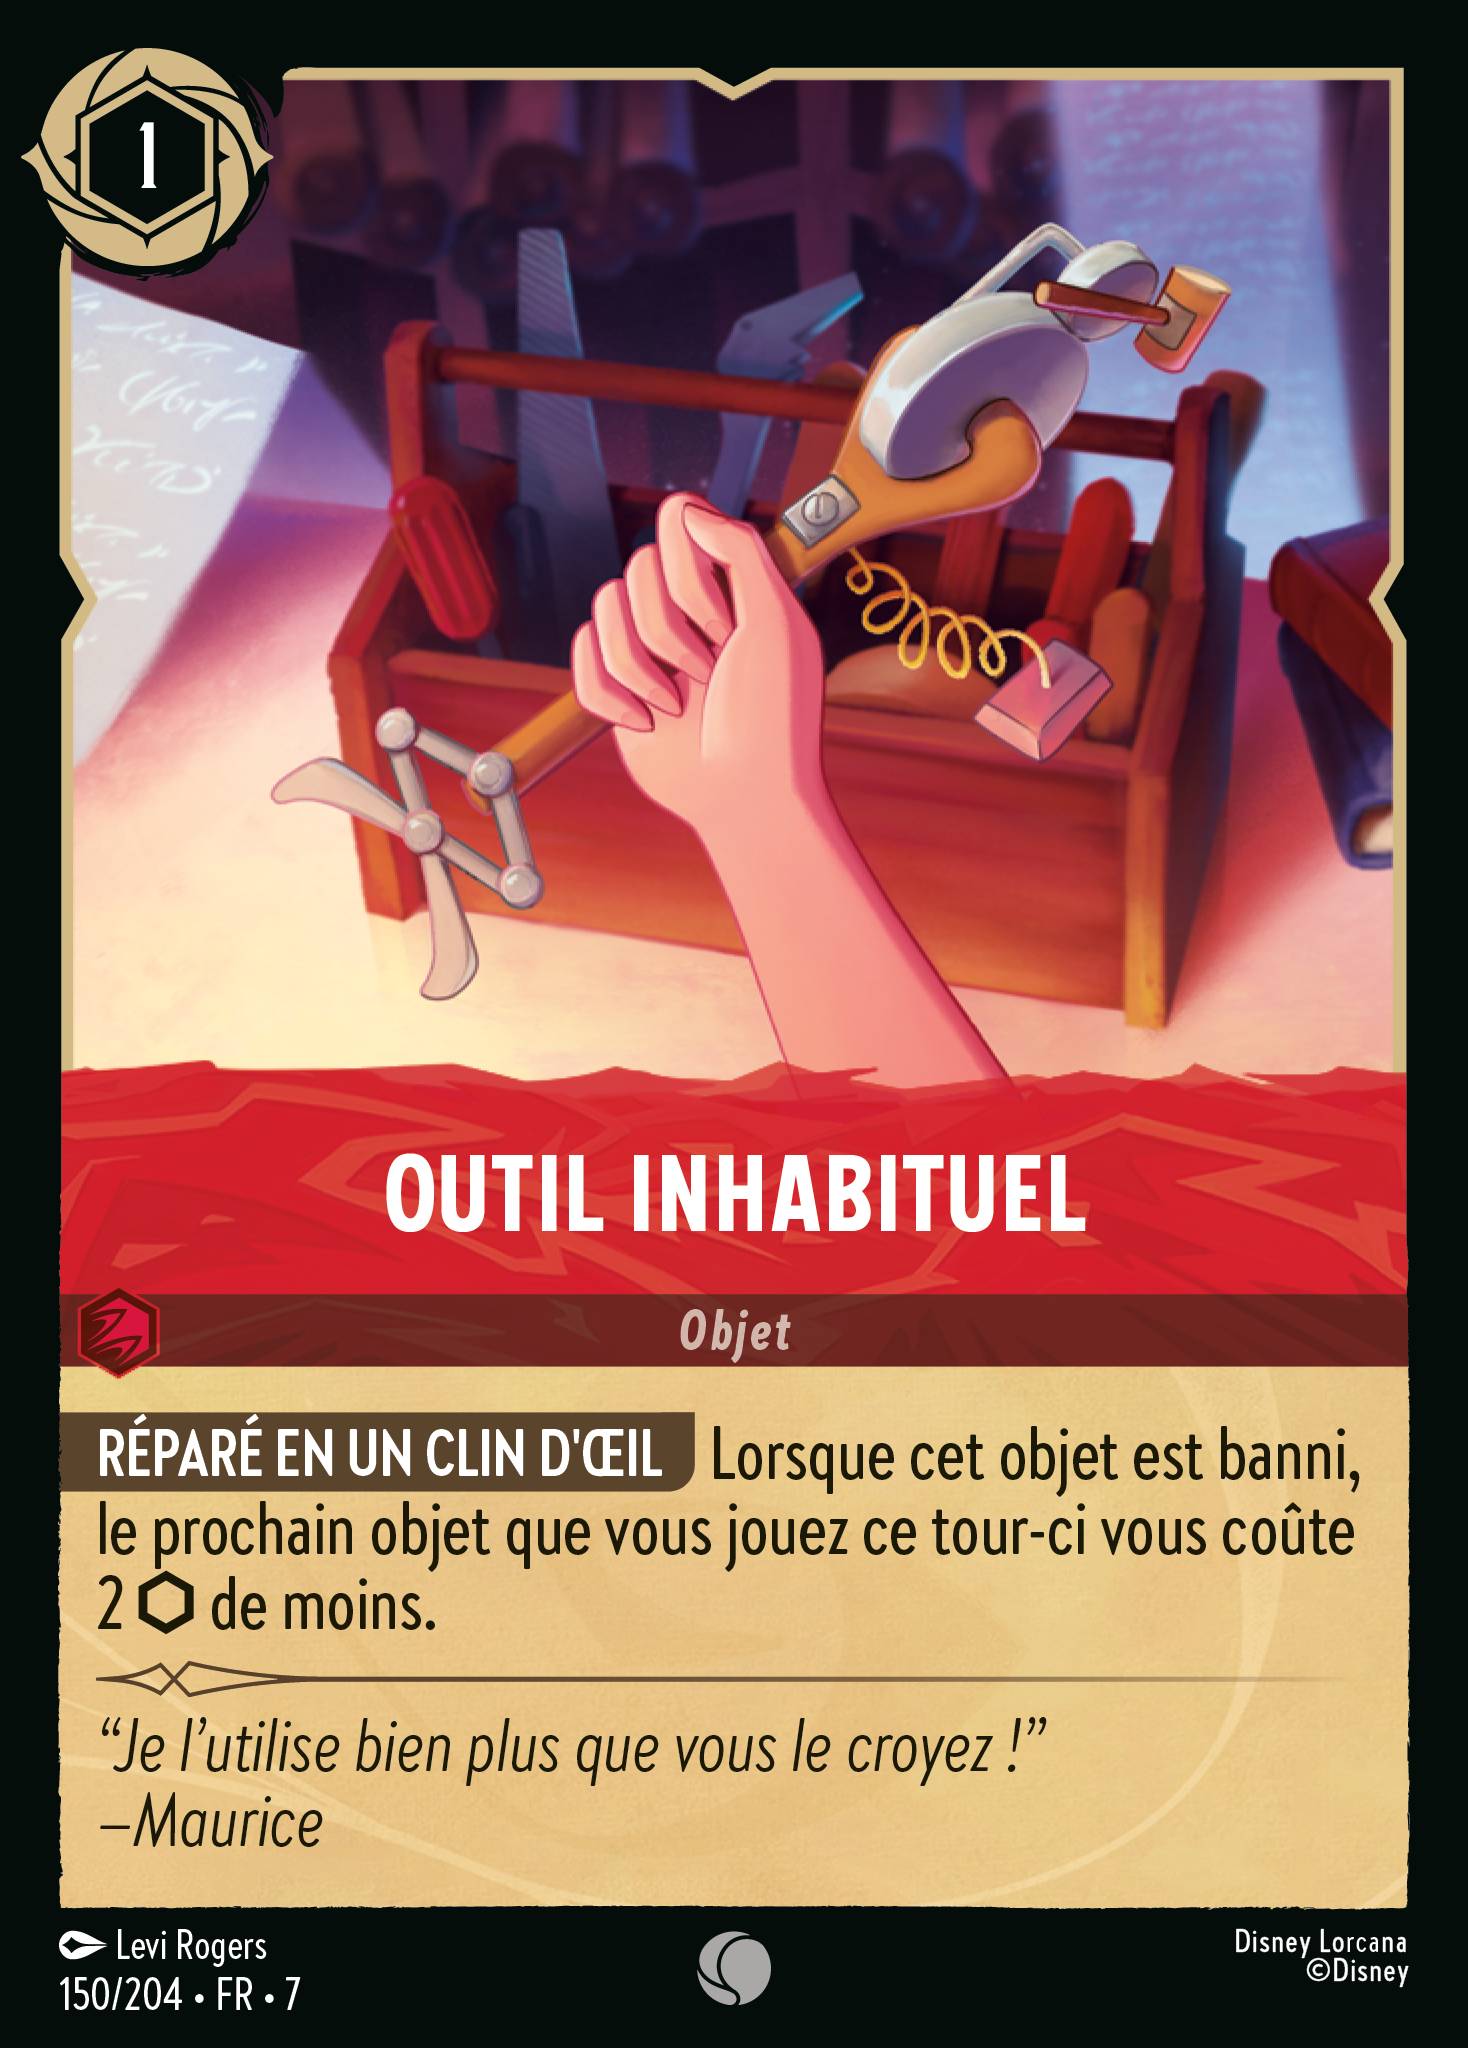 1
OUTIL INHABITUEL
Objet
RÉPARÉ EN UN CLIN D'ŒIL Lorsque cet objet est banni,
le prochain objet que vous jouez ce tour-ci vous coûte
2 ⬡ de moins.
“Je l’utilise bien plus que vous le croyez !”
–Maurice
Levi Rogers
150/204 • FR • 7
Disney Lorcana
©Disney